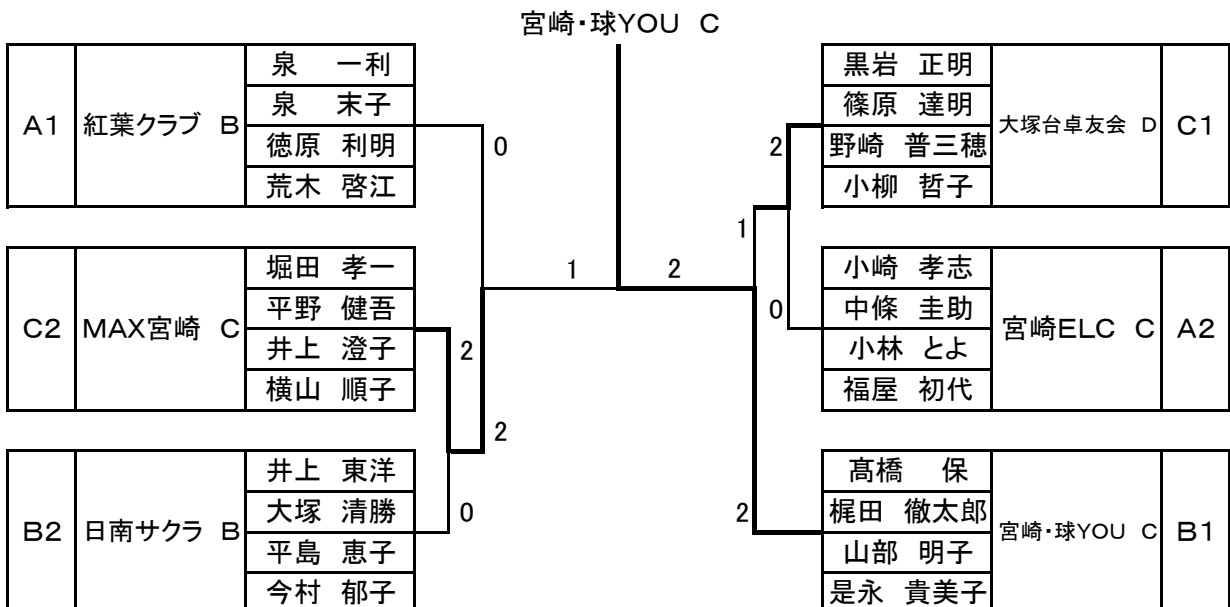 宮崎・球YOU C
A1 紅葉クラブ B
泉 一利
泉 末子
徳原 利明
荒木 啓江
0
C2 MAX宮崎 C
堀田 孝一
平野 健吾
井上 澄子
横山 順子
2
2
B2 日南サクラ B
井上 東洋
大塚 清勝
平島 恵子
今村 郁子
0
1
2
黒岩 正明
篠原 達明
野崎 普三穂
小柳 哲子
大塚台卓友会 D C1
2
1
小崎 孝志
中條 圭助
小林 とよ
福屋 初代
宮崎ELC C A2
0
髙橋 保
梶田 徹太郎
山部 明子
是永 貴美子
宮崎・球YOU C B1
2